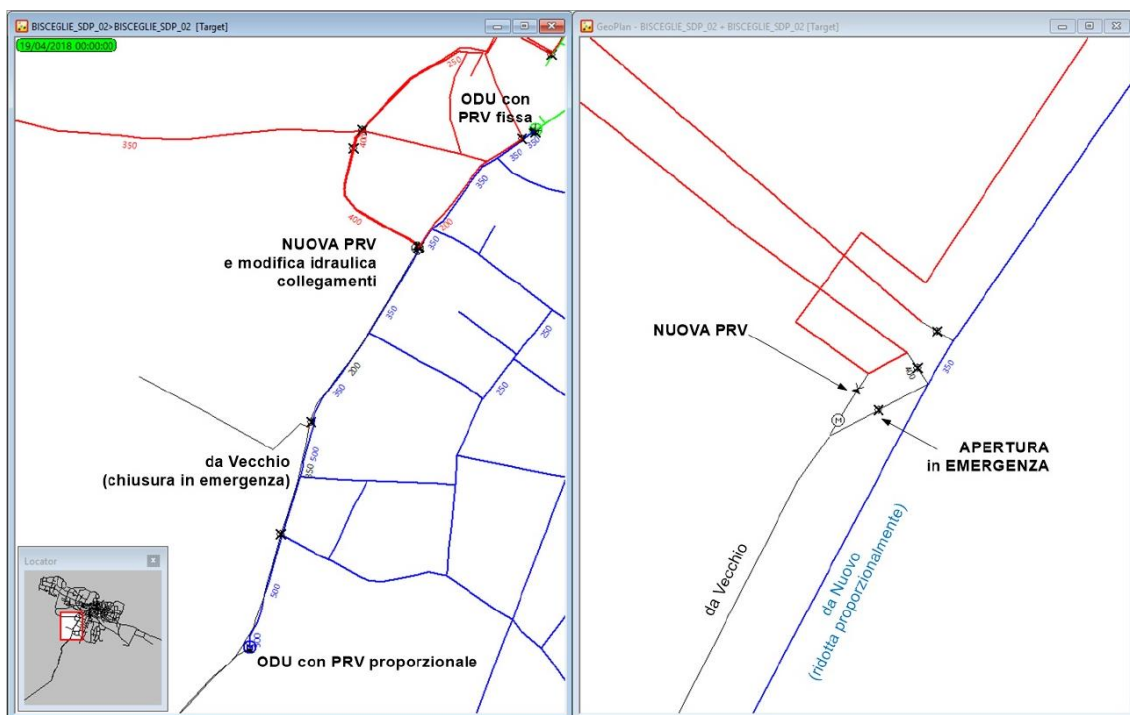 BISCEGLIE_SDP_02>BISCEGLIE_SDP_02 [Target]
19/04/2018 00:00:00
250
ODU con
PRV fissa
400
350
350
350
350
400
200
350
NUOVA PRV
e modifica idraulica
collegamenti
350
250
200
350
250
da Vecchio
(chiusura in emergenza)
500
350
500
500
ODU con PRV proporzionale
Locator
GeoPlan - BISCEGLIE_SDP_02 + BISCEGLIE_SDP_02 [Target]
NUOVA PRV
400
350
M
APERTURA
in EMERGENZA
da Vecchio
da Nuovo
(ridotta proporzionalmente)